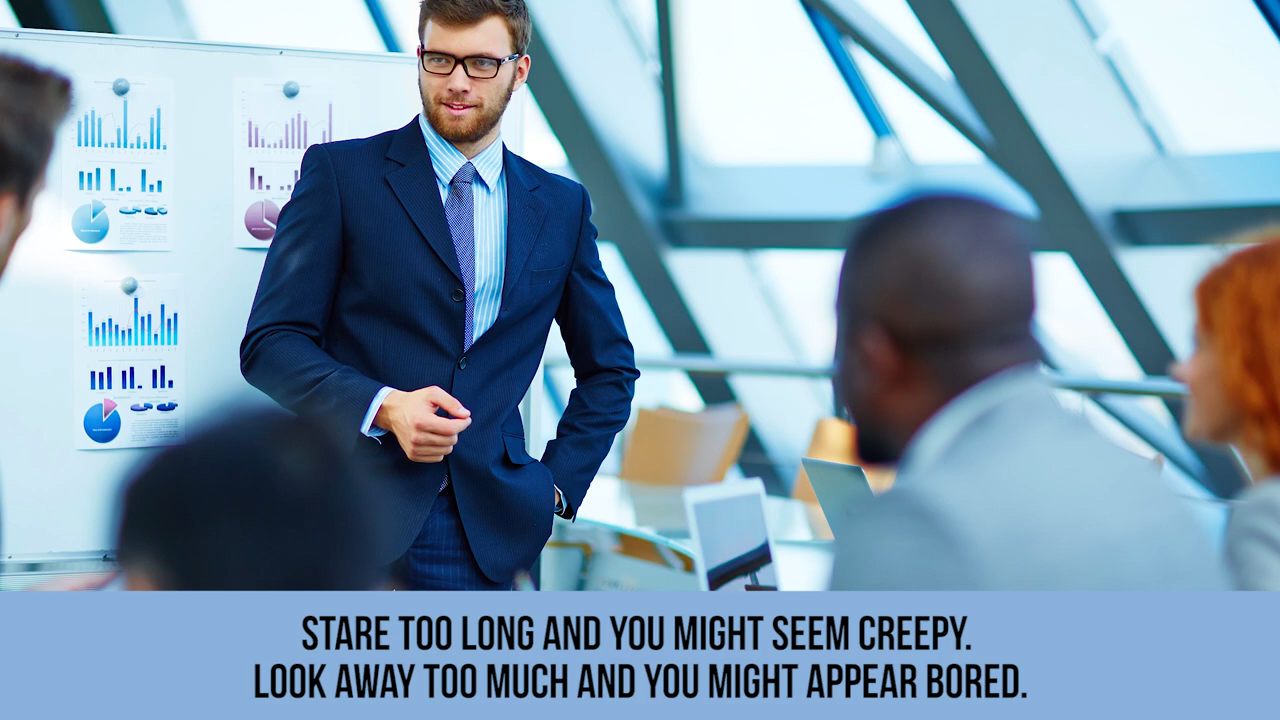 STARE TOO LONG AND YOU MIGHT SEEM CREEPY.
LOOK AWAY TOO MUCH AND YOU MIGHT APPEAR BORED.